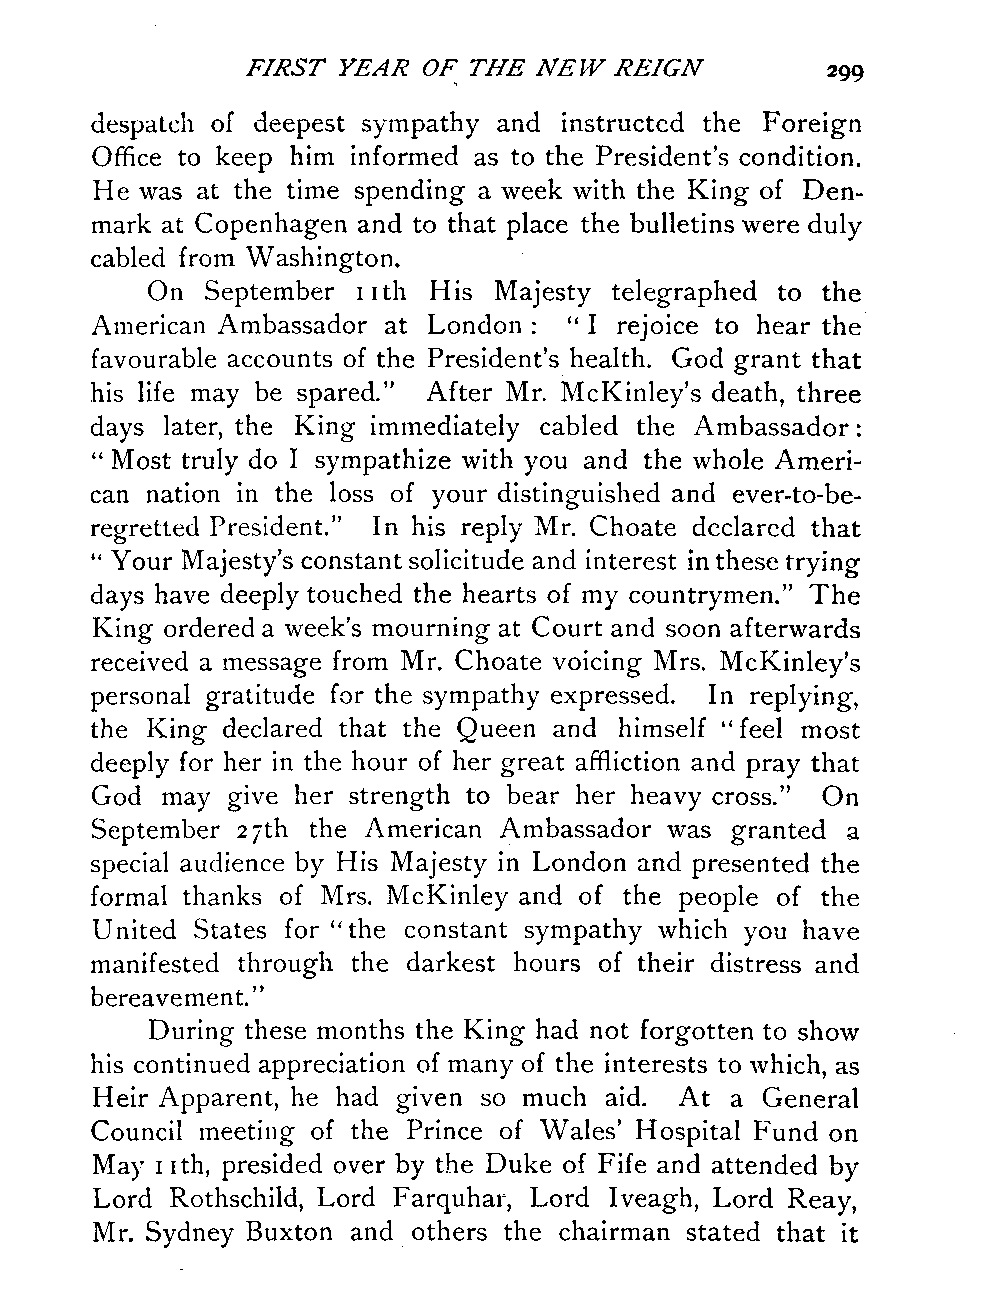 FIRST YEAR OF THE NEW REIGN 299
despatch of deepest sympathy and instructed the Foreign
Office to keep him informed as to the President's condition.
He was at the time spending a week with the King of Den-
mark at Copenhagen and to that place the bulletins were duly
cabled from Washington.
On September 11th His Majesty telegraphed to the
American Ambassador at London : “ I rejoice to hear the
favourable accounts of the President's health. God grant that
his life may be spared.” After Mr. McKinley's death, three
days later, the King immediately cabled the Ambassador :
“ Most truly do I sympathize with you and the whole Ameri-
can nation in the loss of your distinguished and ever-to-be-
regretted President.” In his reply Mr. Choate declared that
“ Your Majesty's constant solicitude and interest in these trying
days have deeply touched the hearts of my countrymen.” The
King ordered a week's mourning at Court and soon afterwards
received a message from Mr. Choate voicing Mrs. McKinley's
personal gratitude for the sympathy expressed. In replying,
the King declared that the Queen and himself “feel most
deeply for her in the hour of her great affliction and pray that
God may give her strength to bear her heavy cross.” On
September 27th the American Ambassador was granted a
special audience by His Majesty in London and presented the
formal thanks of Mrs. McKinley and of the people of the
United States for “the constant sympathy which you have
manifested through the darkest hours of their distress and
bereavement.”
During these months the King had not forgotten to show
his continued appreciation of many of the interests to which, as
Heir Apparent, he had given so much aid. At a General
Council meeting of the Prince of Wales' Hospital Fund on
May 11th, presided over by the Duke of Fife and attended by
Lord Rothschild, Lord Farquhar, Lord Iveagh, Lord Reay,
Mr. Sydney Buxton and others the chairman stated that it